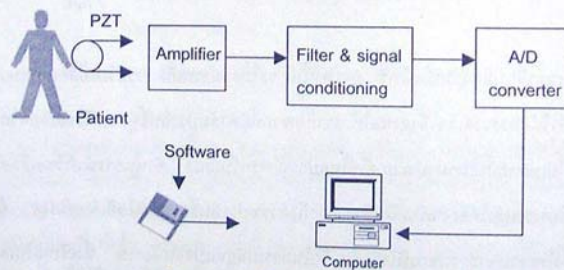 PZT
Patient
Amplifier
Filter & signal
conditioning
A/D
converter
Software
Computer